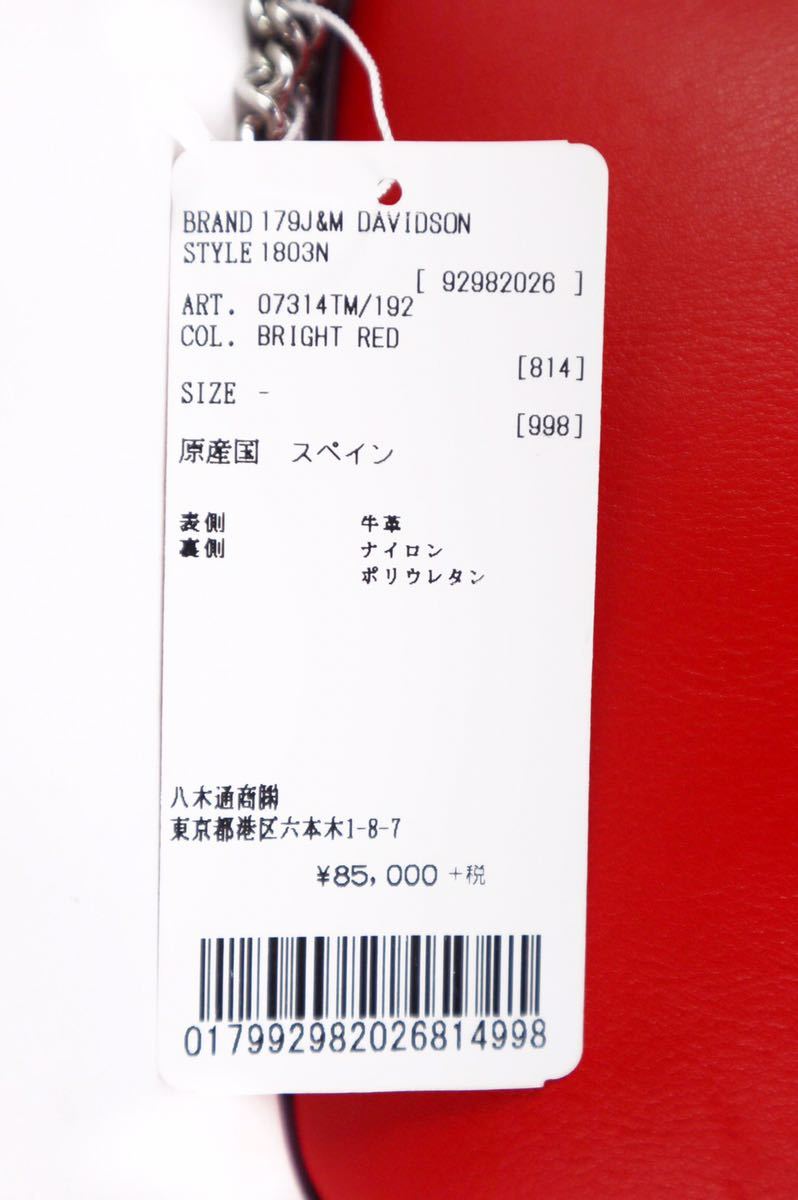 BRAND 179J&M DAVIDSON
STYLE 1803N
[ 92982026 ]
ART. 07314TM/192
COL. BRIGHT RED
[814]
SIZE -
[998]
原産国 スペイン
表側 牛革
裏側 ナイロン
ポリウレタン
八木通商㈱
東京都港区六本木1-8-7
¥85,000 +税
017992982026814998